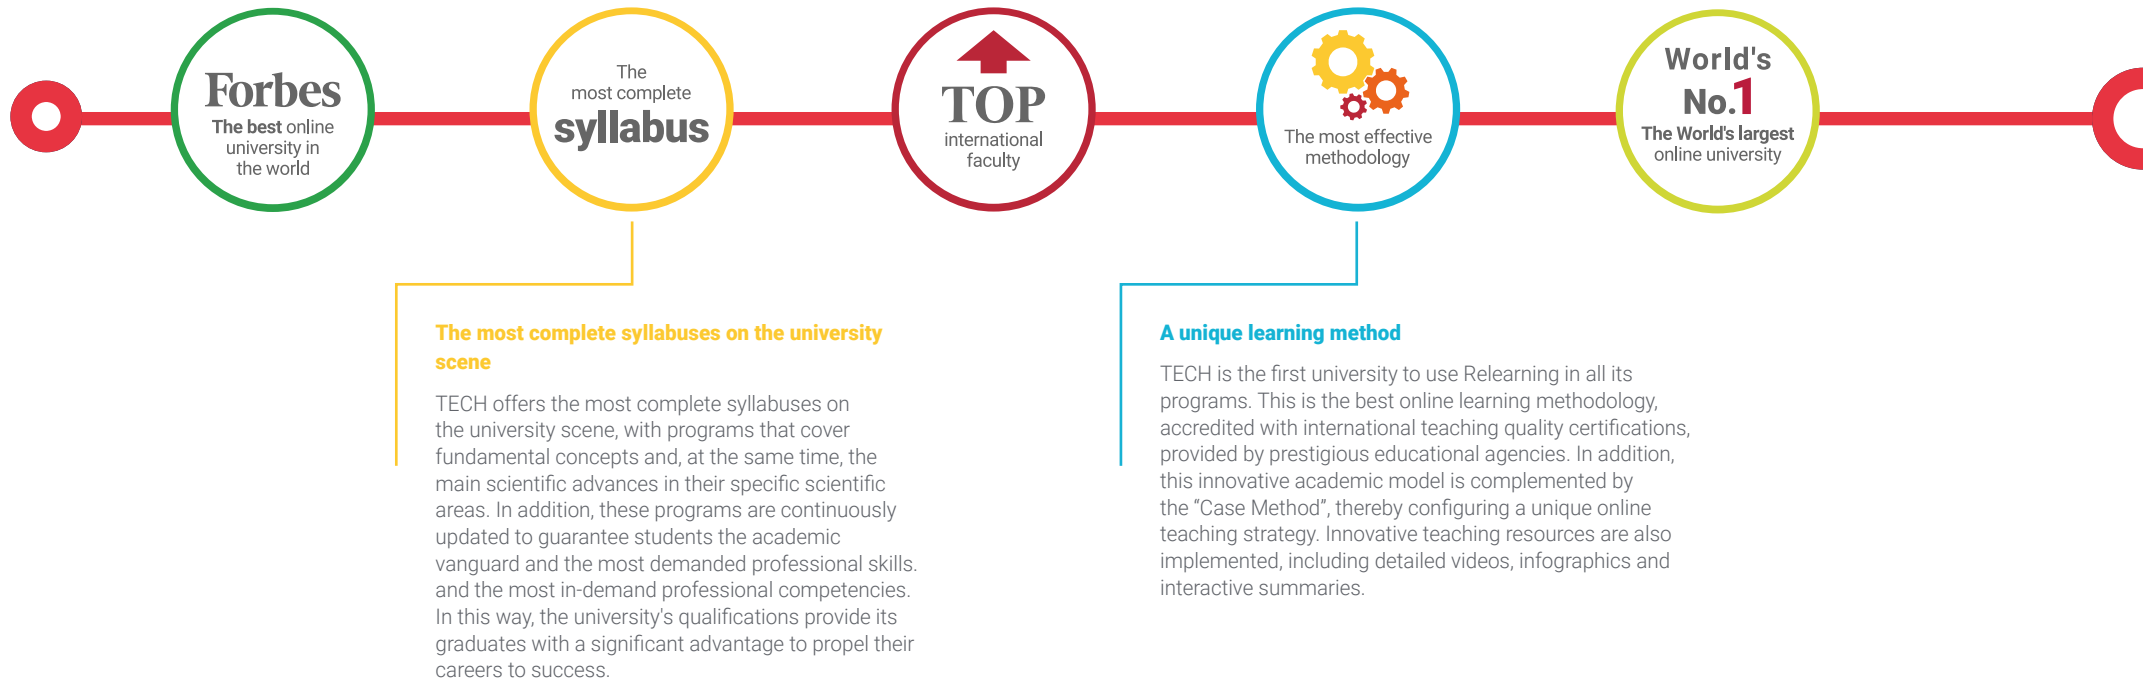 Forbes
The best online
university in
the world
The
most complete
syllabus
TOP
international
faculty
The most effective
methodology
World's
No.1
The World's largest
online university
The most complete syllabuses on the university
scene
TECH offers the most complete syllabuses on
the university scene, with programs that cover
fundamental concepts and, at the same time, the
main scientific advances in their specific scientific
areas. In addition, these programs are continuously
updated to guarantee students the academic
vanguard and the most demanded professional skills.
and the most in-demand professional competencies.
In this way, the university's qualifications provide its
graduates with a significant advantage to propel their
careers to success.
A unique learning method
TECH is the first university to use Relearning in all its
programs. This is the best online learning methodology,
accredited with international teaching quality certifications,
provided by prestigious educational agencies. In addition,
this innovative academic model is complemented by
the “Case Method”, thereby configuring a unique online
teaching strategy. Innovative teaching resources are also
implemented, including detailed videos, infographics and
interactive summaries.